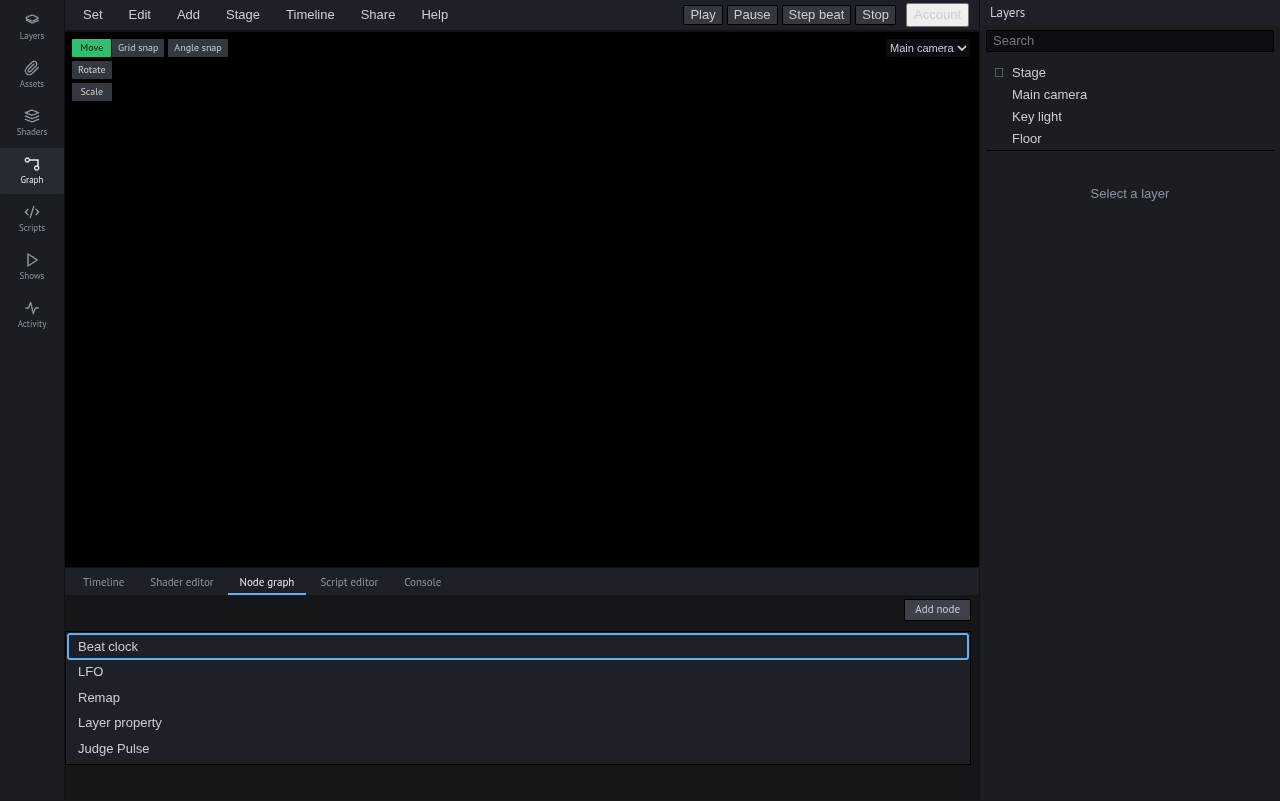 Layers
Assets
Shaders
Graph
Scripts
Shows
Activity
Set Edit Add Stage Timeline Share Help
Play Pause Step beat Stop Account
Move Grid snap Angle snap
Rotate
Scale
Main camera
Timeline Shader editor Node graph Script editor Console
Add node
Beat clock
LFO
Remap
Layer property
Judge Pulse
Layers
Search
Stage
Main camera
Key light
Floor
Select a layer